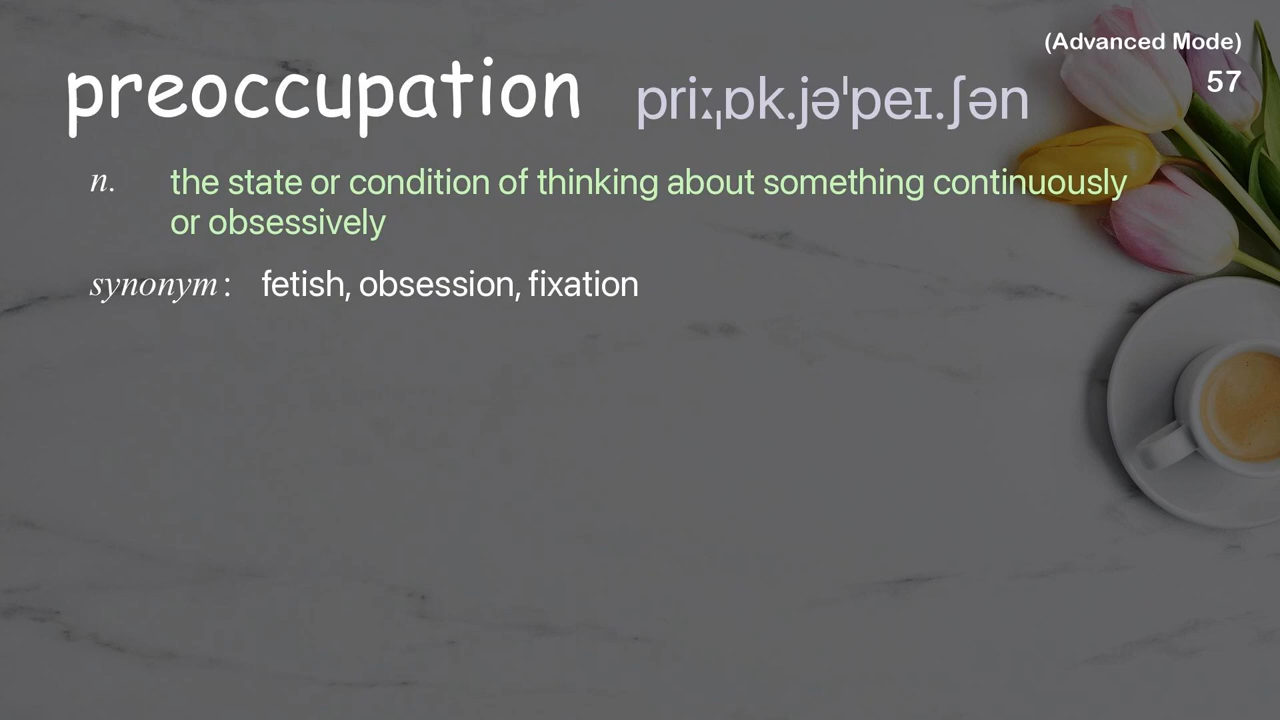 (Advanced Mode)
preoccupation priːˌɒk.jəˈpeɪ.ʃən
57
n. the state or condition of thinking about something continuously
or obsessively
synonym : fetish, obsession, fixation